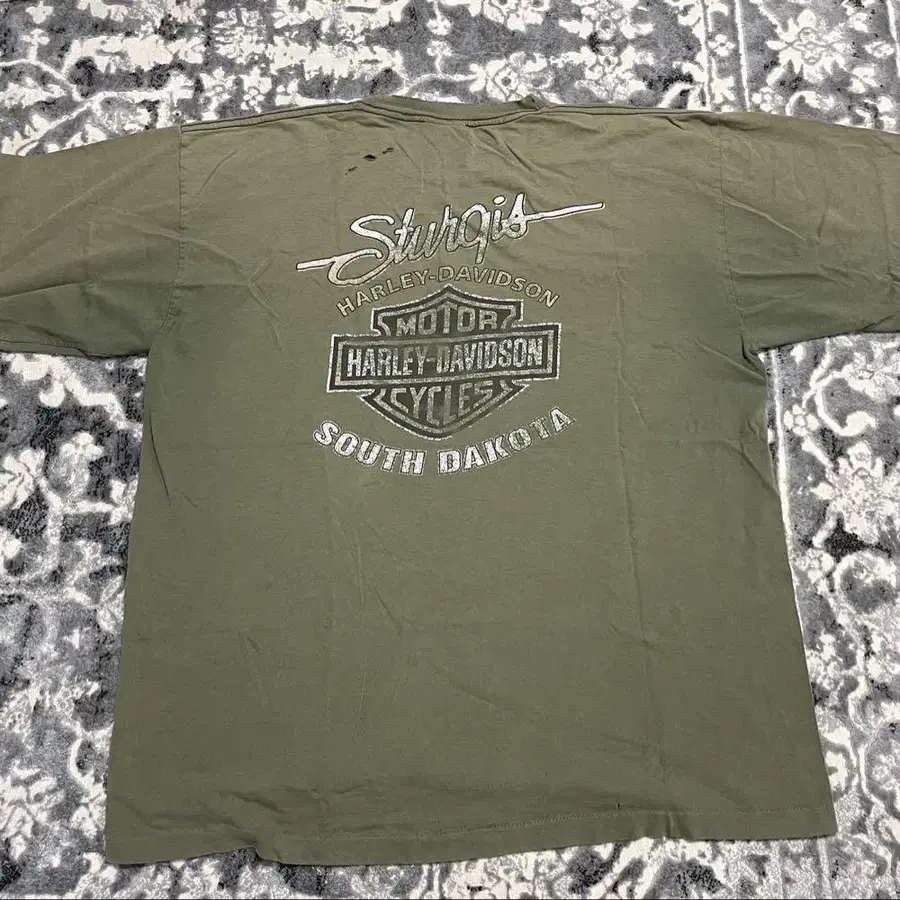 Sturgis
HARLEY-DAVIDSON
MOTOR
HARLEY-DAVIDSON
CYCLES
SOUTH DAKOTA